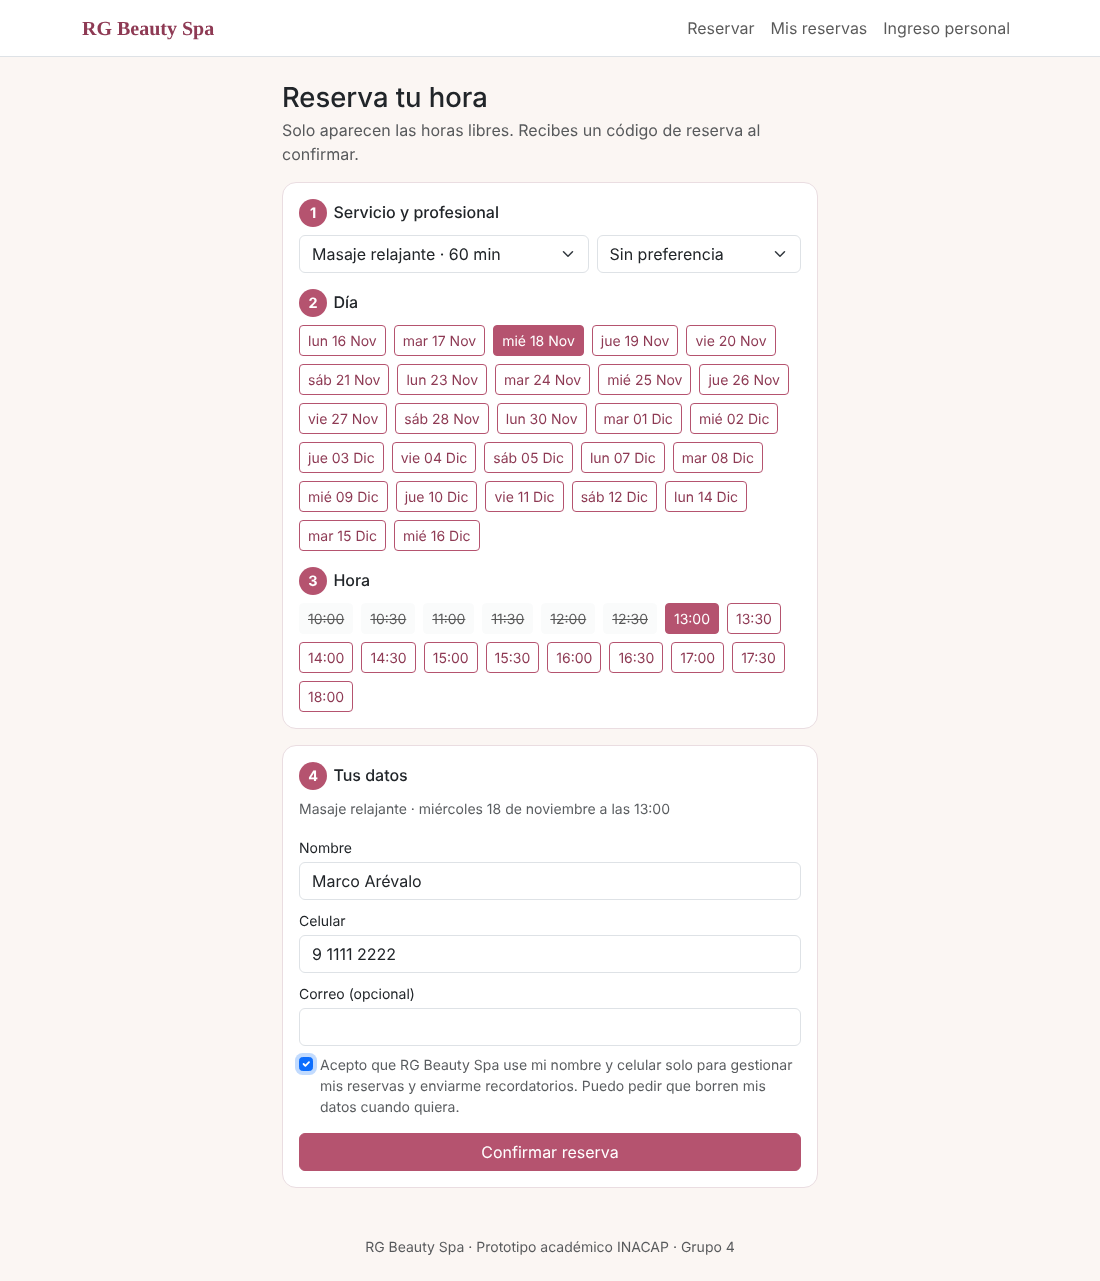 RG Beauty Spa
Reservar Mis reservas Ingreso personal
Reserva tu hora
Solo aparecen las horas libres. Recibes un código de reserva al
confirmar.
1 Servicio y profesional
Masaje relajante · 60 min Sin preferencia
2 Día
lun 16 Nov mar 17 Nov mié 18 Nov jue 19 Nov vie 20 Nov
sáb 21 Nov lun 23 Nov mar 24 Nov mié 25 Nov jue 26 Nov
vie 27 Nov sáb 28 Nov lun 30 Nov mar 01 Dic mié 02 Dic
jue 03 Dic vie 04 Dic sáb 05 Dic lun 07 Dic mar 08 Dic
mié 09 Dic jue 10 Dic vie 11 Dic sáb 12 Dic lun 14 Dic
mar 15 Dic mié 16 Dic
3 Hora
10:00 10:30 11:00 11:30 12:00 12:30 13:00 13:30
14:00 14:30 15:00 15:30 16:00 16:30 17:00 17:30
18:00
4 Tus datos
Masaje relajante · miércoles 18 de noviembre a las 13:00
Nombre
Marco Arévalo
Celular
9 1111 2222
Correo (opcional)
Acepto que RG Beauty Spa use mi nombre y celular solo para gestionar
mis reservas y enviarme recordatorios. Puedo pedir que borren mis
datos cuando quiera.
Confirmar reserva
RG Beauty Spa · Prototipo académico INACAP · Grupo 4